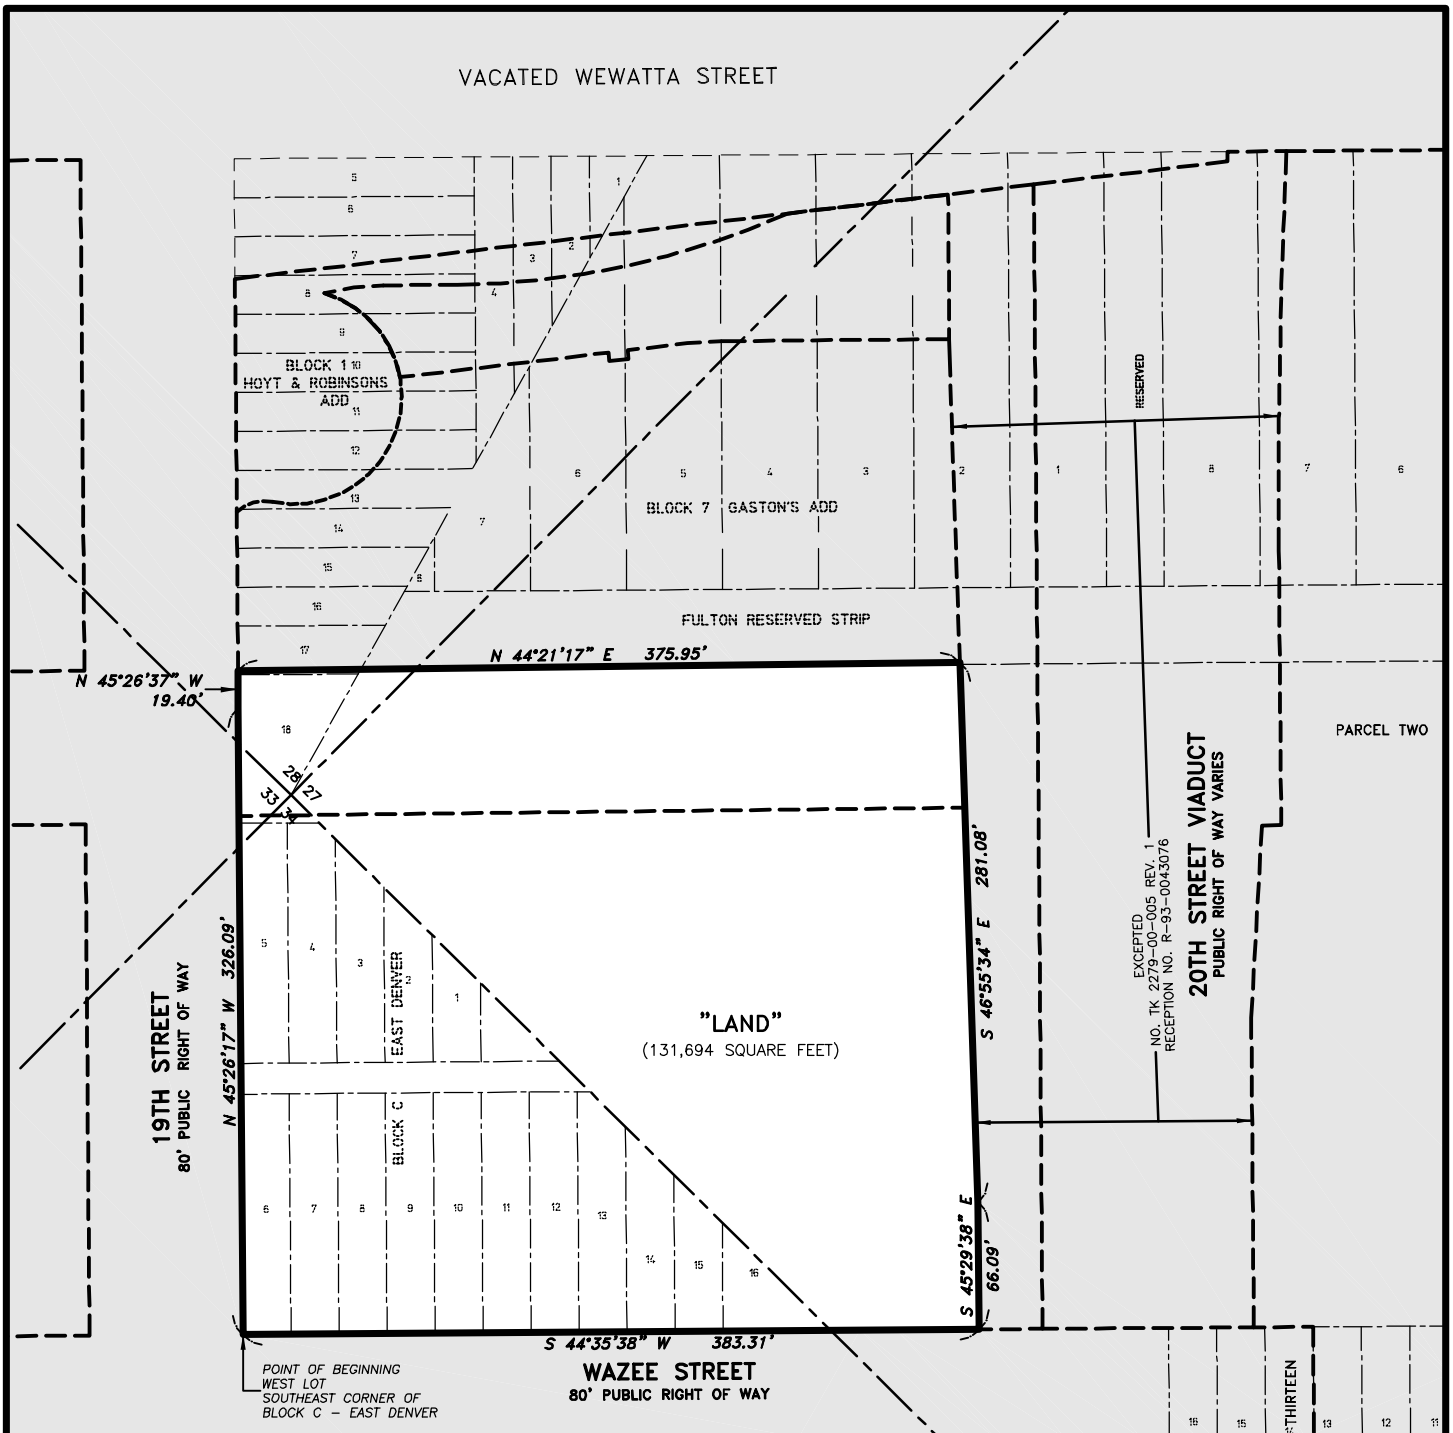 VACATED WEWATTA STREET
5
6
7
8
9
10
11
12
13
14
15
16
17
18
1
2
3
4
BLOCK 1
HOYT & ROBINSONS
ADD
RESERVED
7
8
6
5
4
3
2
1
8
7
6
BLOCK 7 GASTON'S ADD
FULTON RESERVED STRIP
N 44°21'17" E 375.95'
N 45°26'37" W
19.40'
PARCEL TWO
28
27
33
34
20TH STREET VIADUCT
PUBLIC RIGHT OF WAY VARIES
EXCEPTED
NO. TK 2279-00-005 REV. 1
RECEPTION NO. R-93-0043076
S 46°55'34" E 281.08'
N 45°26'17" W 326.09'
19TH STREET
80' PUBLIC RIGHT OF WAY
5
4
3
2
1
BLOCK C EAST DENVER
"LAND"
(131,694 SQUARE FEET)
6
7
8
9
10
11
12
13
14
15
16
S 45°29'38" E
66.09'
S 44°35'38" W 383.31'
WAZEE STREET
80' PUBLIC RIGHT OF WAY
POINT OF BEGINNING
WEST LOT
SOUTHEAST CORNER OF
BLOCK C – EAST DENVER
16
15
THIRTEEN
13
12
11